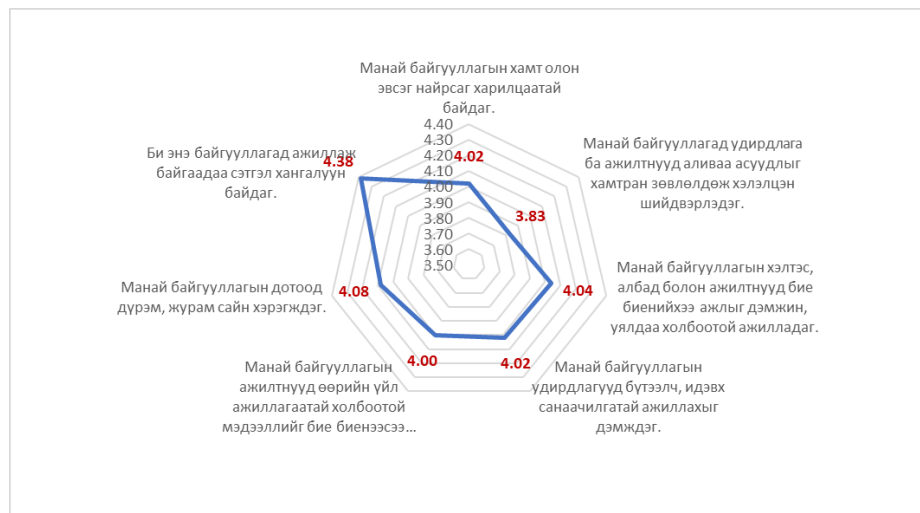 Манай байгууллагын хамт олон
эвсэг найрсаг харилцаатай
байдаг.
4.40
4.30
4.20
4.10
4.00
3.90
3.80
3.70
3.60
3.50
4.02
Манай байгууллагад удирдлага
ба ажилтнууд аливаа асуудлыг
хамтран зөвлөлдөж хэлэлцэн
шийдвэрлэдэг.
3.83
Манай байгууллагын хэлтэс,
албад болон ажилтнууд бие
биенийхээ ажлыг дэмжин,
уялдаа холбоотой ажилладаг.
4.04
Манай байгууллагын
удирдлагууд бүтээлч, идэвх
санаачилгатай ажиллахыг
дэмждэг.
4.02
Манай байгууллагын
ажилтнууд өөрийн үйл
ажиллагаатай холбоотой
мэдээллийг бие биенээсээ…
4.00
Манай байгууллагын дотоод
дүрэм, журам сайн хэрэгждэг.
4.08
Би энэ байгууллагад ажиллаж
байгаадаа сэтгэл хангалуун
байдаг.
4.38